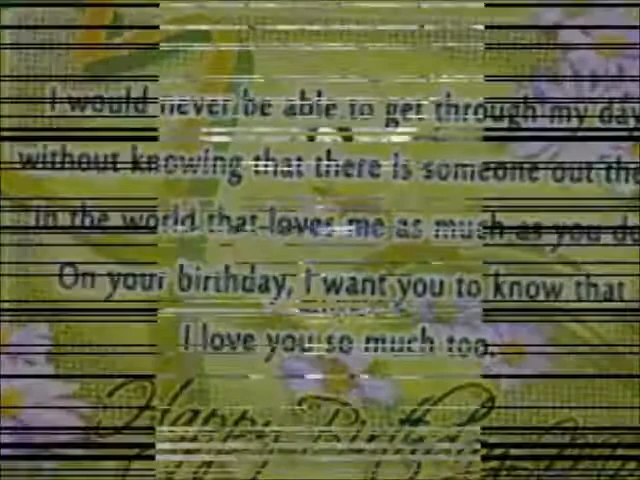 I would never be able to get through my day
without knowing that there is someone out the
in the world that loves me as much as you do
On your birthday, I want you to know that
I love you so much too.
Happy Birthd